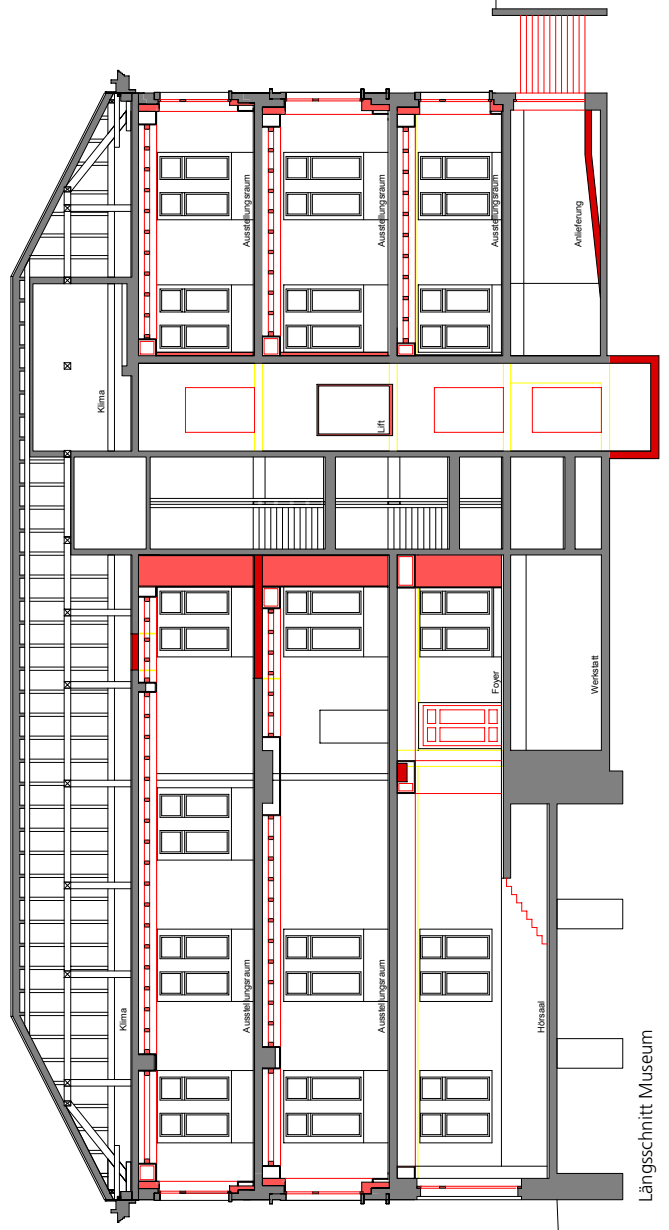 Klima
Klima
Ausstellungsraum
Ausstellungsraum
Ausstellungsraum
Lift
Ausstellungsraum
Foyer
Ausstellungsraum
Hörsaal
Werkstatt
Anlieferung
Längsschnitt Museum